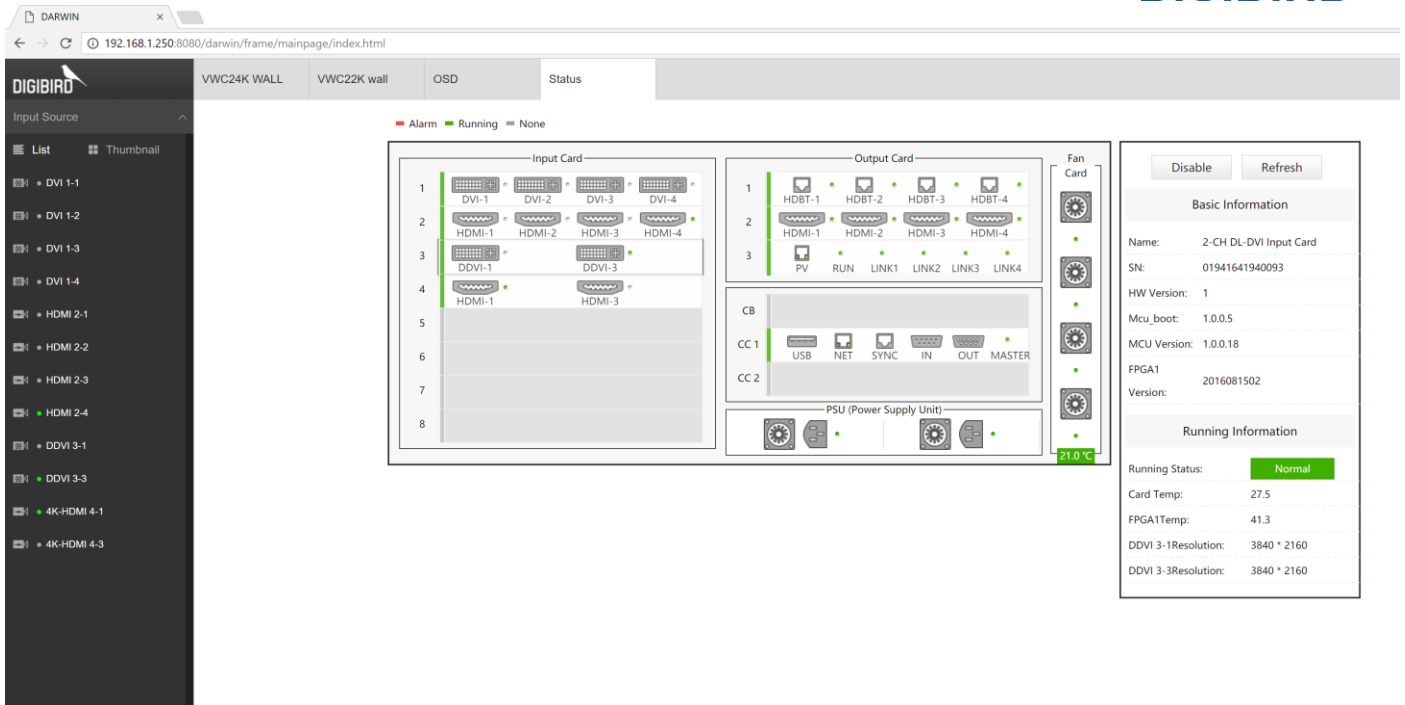 DARWIN ×
192.168.1.250:8080/darwin/frame/mainpage/index.html
DIGIBIRD
VWC24K WALL VWC22K wall OSD Status
Input Source
List Thumbnail
DVI 1-1
DVI 1-2
DVI 1-3
DVI 1-4
HDMI 2-1
HDMI 2-2
HDMI 2-3
HDMI 2-4
DDVI 3-1
DDVI 3-3
4K-HDMI 4-1
4K-HDMI 4-3
Alarm Running None
Input Card
1
DVI-1 DVI-2 DVI-3 DVI-4
2
HDMI-1 HDMI-2 HDMI-3 HDMI-4
3
DDVI-1 DDVI-3
4
HDMI-1 HDMI-3
5
6
7
8
Output Card
1
HDBT-1 HDBT-2 HDBT-3 HDBT-4
2
HDMI-1 HDMI-2 HDMI-3 HDMI-4
3
PV RUN LINK1 LINK2 LINK3 LINK4
CB
CC 1
USB NET SYNC IN OUT MASTER
CC 2
PSU (Power Supply Unit)
Fan
Card
21.0 ℃
Disable Refresh
Basic Information
Name: 2-CH DL-DVI Input Card
SN: 01941641940093
HW Version: 1
Mcu_boot: 1.0.0.5
MCU Version: 1.0.0.18
FPGA1
Version: 2016081502
Running Information
Running Status: Normal
Card Temp: 27.5
FPGA1Temp: 41.3
DDVI 3-1Resolution: 3840 * 2160
DDVI 3-3Resolution: 3840 * 2160